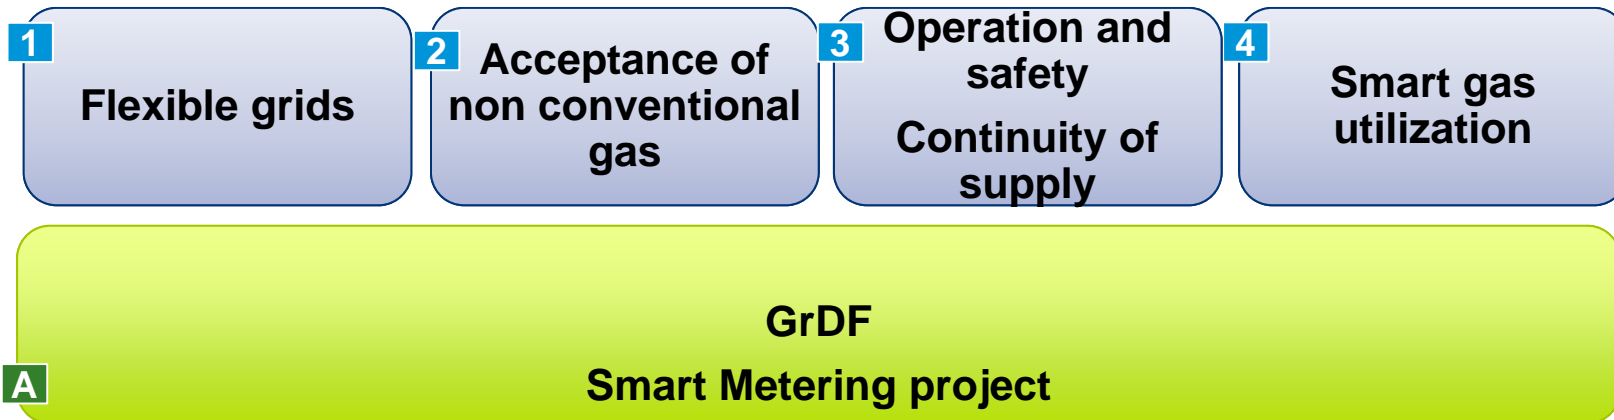 1
Flexible grids
2
Acceptance of
non conventional
gas
3
Operation and
safety
Continuity of
supply
4
Smart gas
utilization
GrDF
Smart Metering project
A